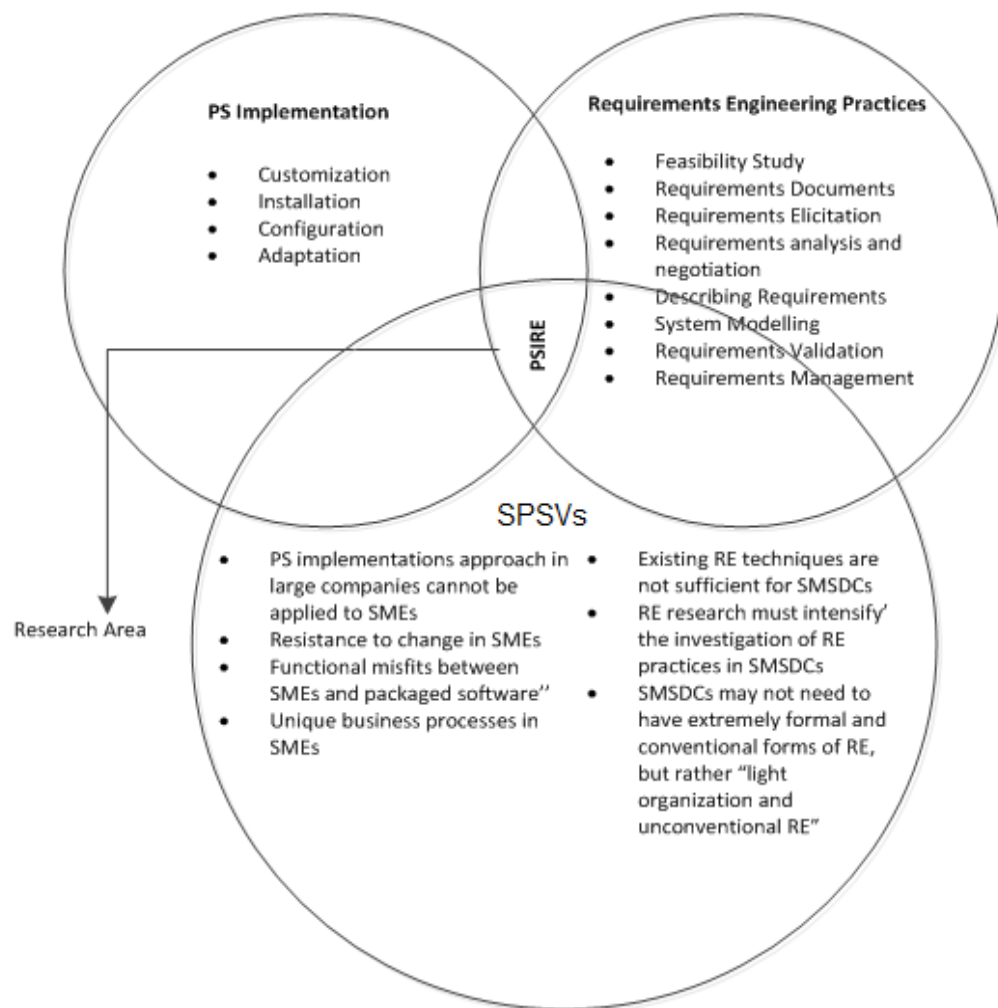 PS Implementation
• Customization
• Installation
• Configuration
• Adaptation
Requirements Engineering Practices
• Feasibility Study
• Requirements Documents
• Requirements Elicitation
• Requirements analysis and
negotiation
• Describing Requirements
• System Modelling
• Requirements Validation
• Requirements Management
PSIRE
Research Area
SPSVs
• PS implementations approach in
large companies cannot be
applied to SMEs
• Resistance to change in SMEs
• Functional misfits between
SMEs and packaged software’’
• Unique business processes in
SMEs
• Existing RE techniques are
not sufficient for SMSDCs
• RE research must intensify’
the investigation of RE
practices in SMSDCs
• SMSDCs may not need to
have extremely formal and
conventional forms of RE,
but rather “light
organization and
unconventional RE”